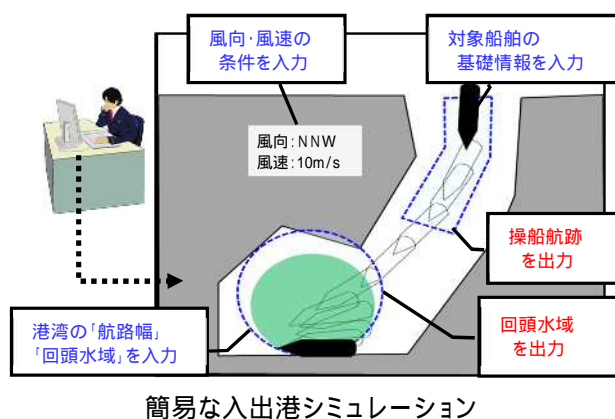 風向・風速の
条件を入力
対象船舶の
基礎情報を入力
風向:NNW
風速:10m/s
操船航跡
を出力
港湾の「航路幅」
「回頭水域」を入力
回頭水域
を出力
簡易な入出港シミュレーション